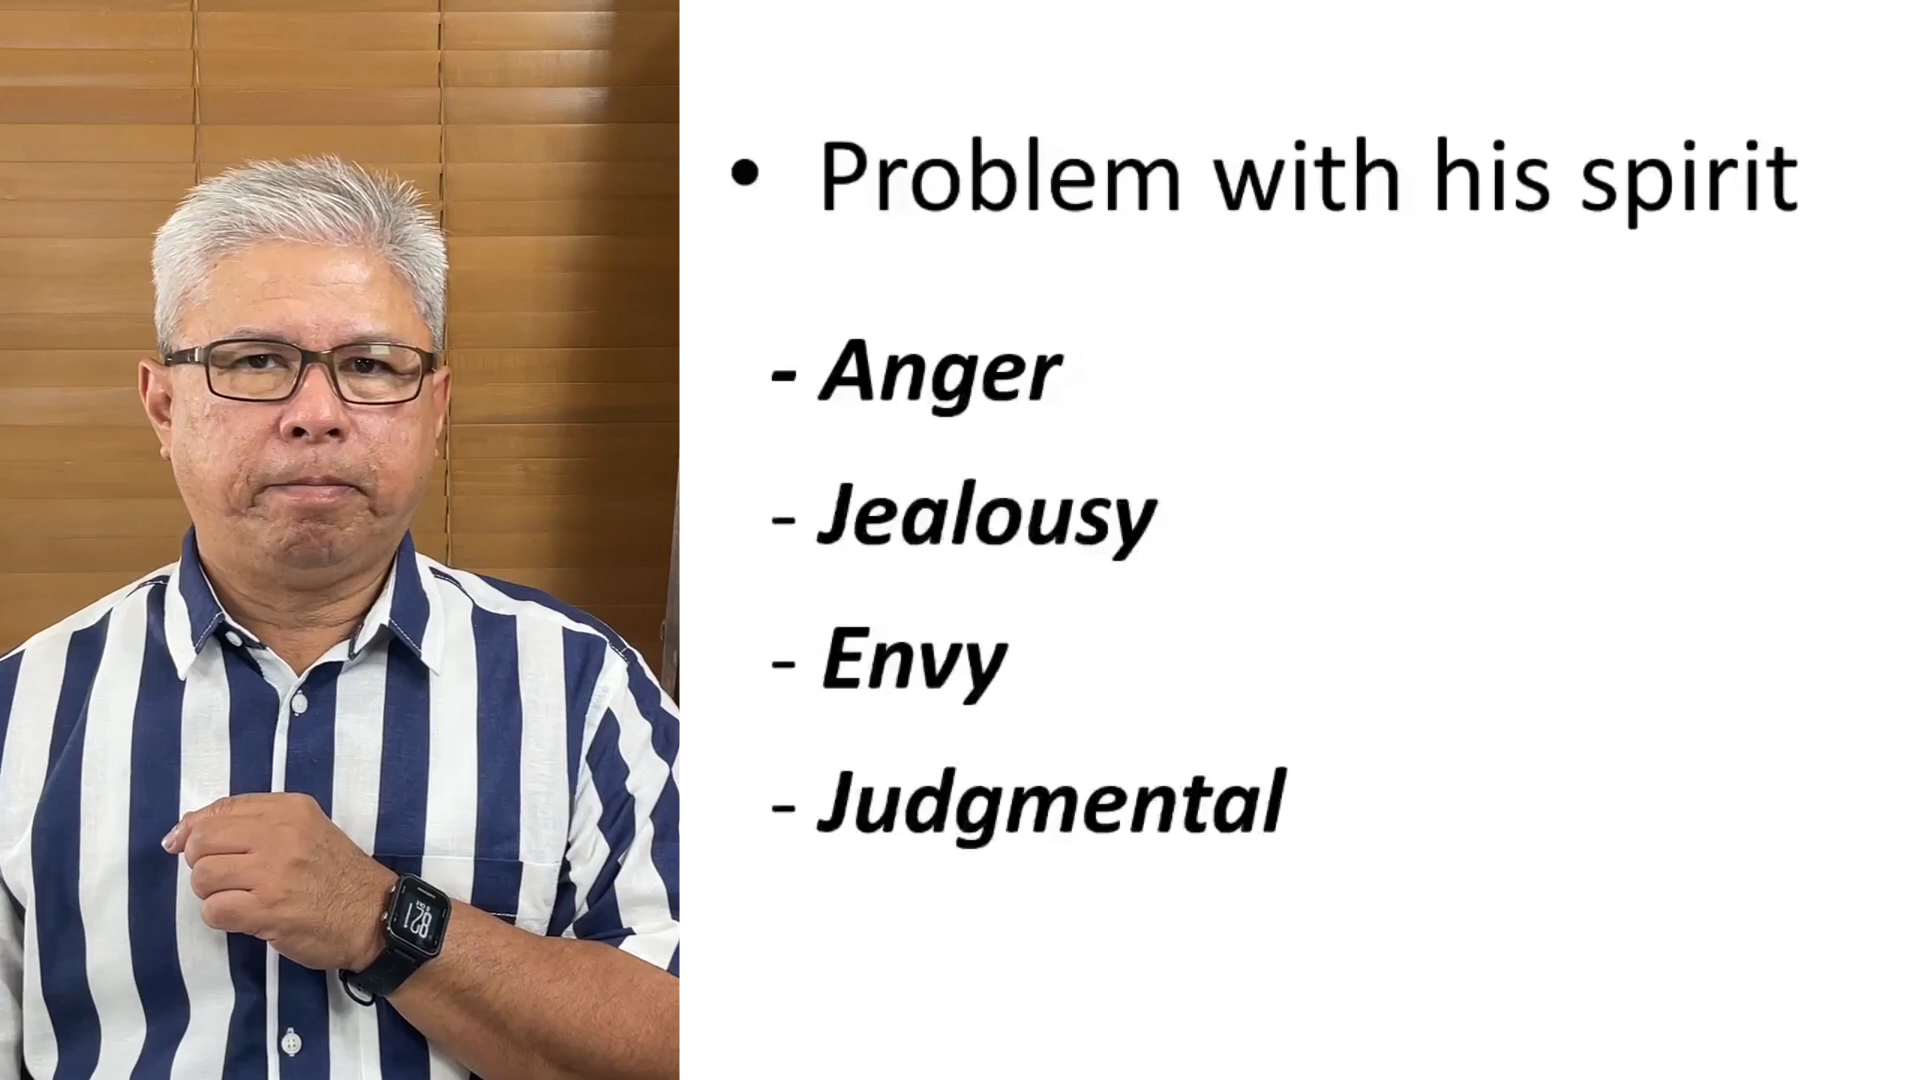 • Problem with his spirit
- Anger
- Jealousy
- Envy
- Judgmental